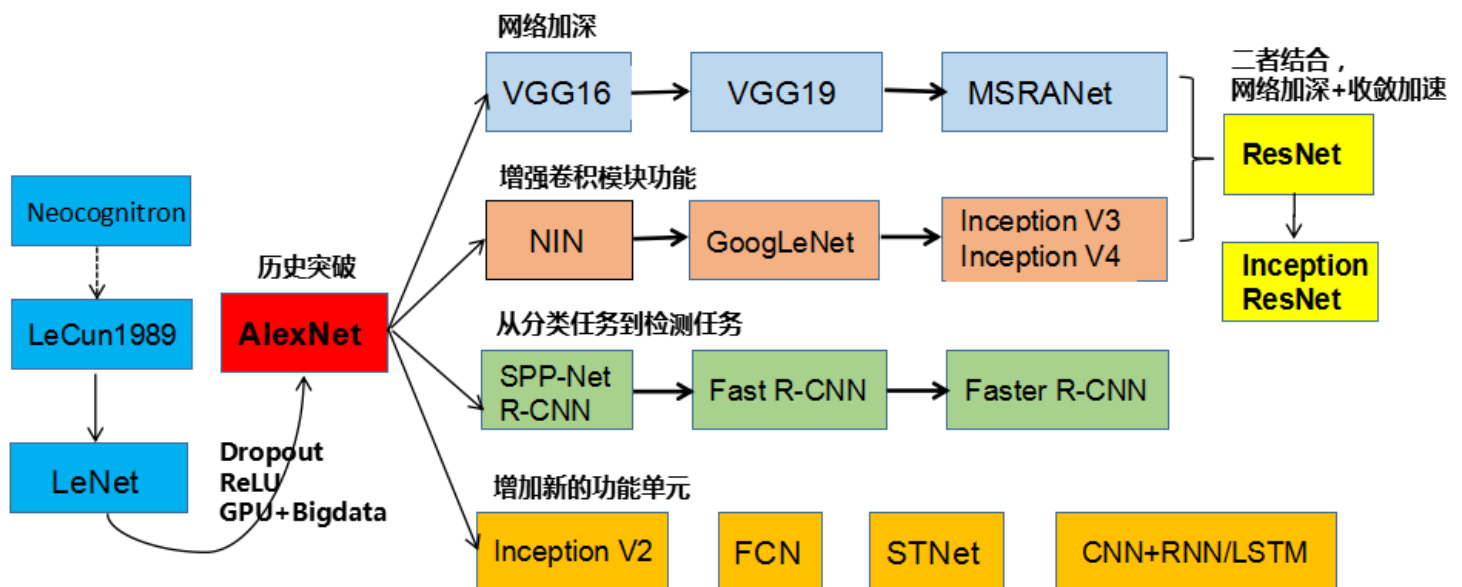 Neocognitron
LeCun1989
LeNet
Dropout
ReLU
GPU+Bigdata
历史突破
AlexNet
网络加深
VGG16
VGG19
MSRANet
增强卷积模块功能
NIN
GoogLeNet
Inception V3
Inception V4
二者结合，
网络加深+收敛加速
ResNet
Inception
ResNet
从分类任务到检测任务
SPP-Net
R-CNN
Fast R-CNN
Faster R-CNN
增加新的功能单元
Inception V2
FCN
STNet
CNN+RNN/LSTM